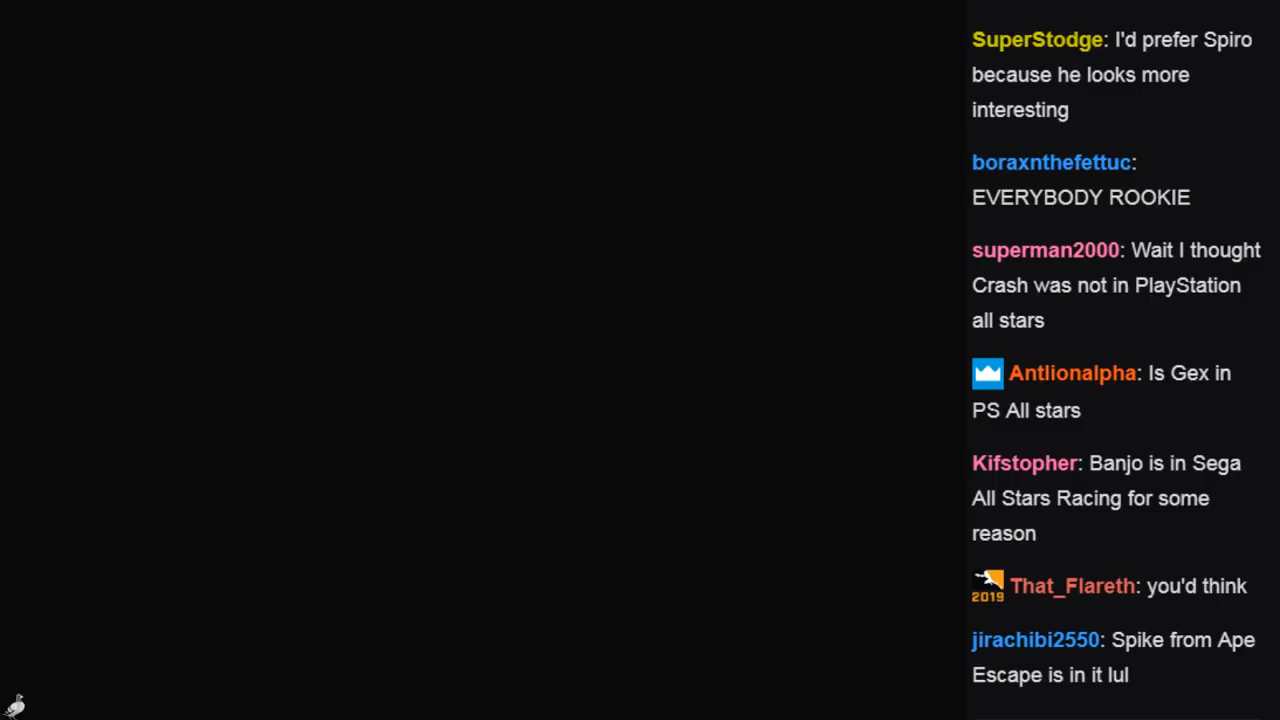 SuperStodge: I'd prefer Spiro
because he looks more
interesting
boraxnthefettuc:
EVERYBODY ROOKIE
superman2000: Wait I thought
Crash was not in PlayStation
all stars
Antlionalpha: Is Gex in
PS All stars
Kifstopher: Banjo is in Sega
All Stars Racing for some
reason
2019 That_Flareth: you'd think
jirachibi2550: Spike from Ape
Escape is in it lul